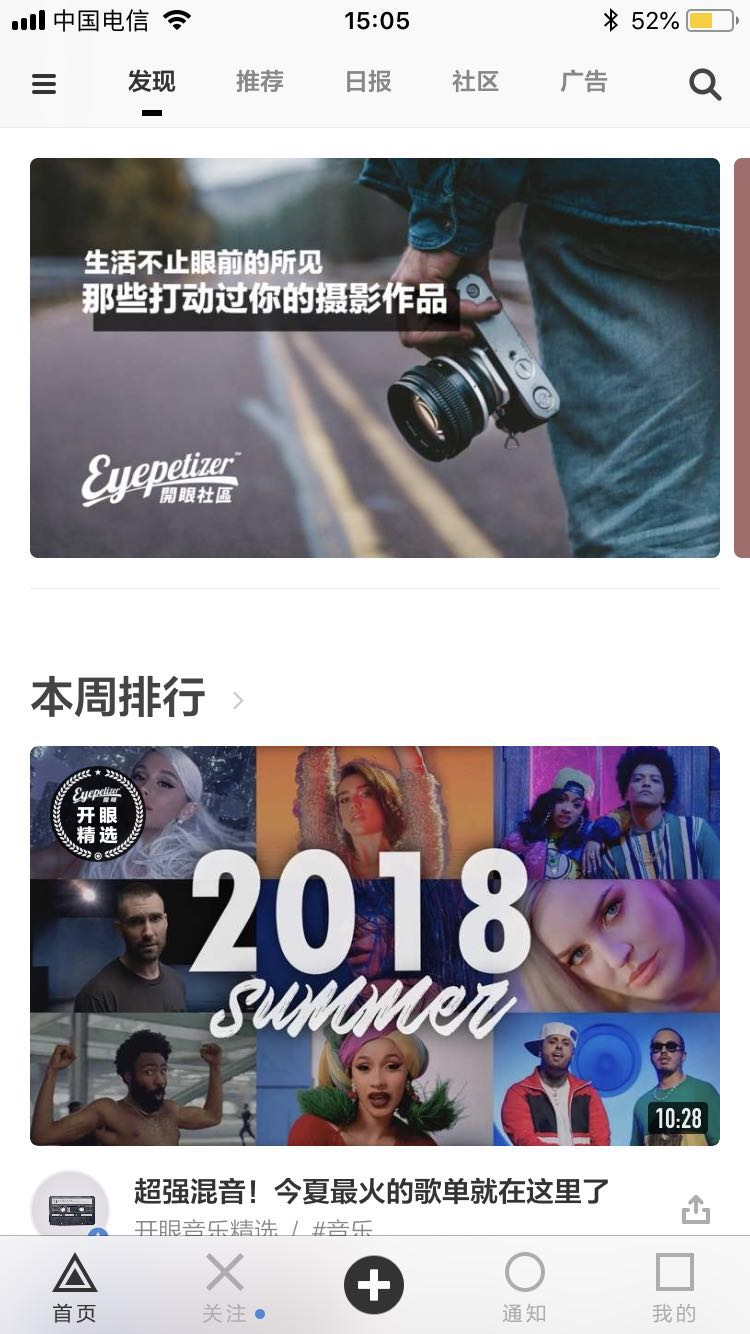 中国电信
15:05
52%
发现
推荐
日报
社区
广告
生活不止眼前的所见
那些打动过你的摄影作品
Eyepetizer™
開眼社區
本周排行
Eyepetizer
開眼
开眼
精选
2018
summer
10:28
超强混音！今夏最火的歌单就在这里了
开眼音乐精选 / #音乐
首页
关注
通知
我的